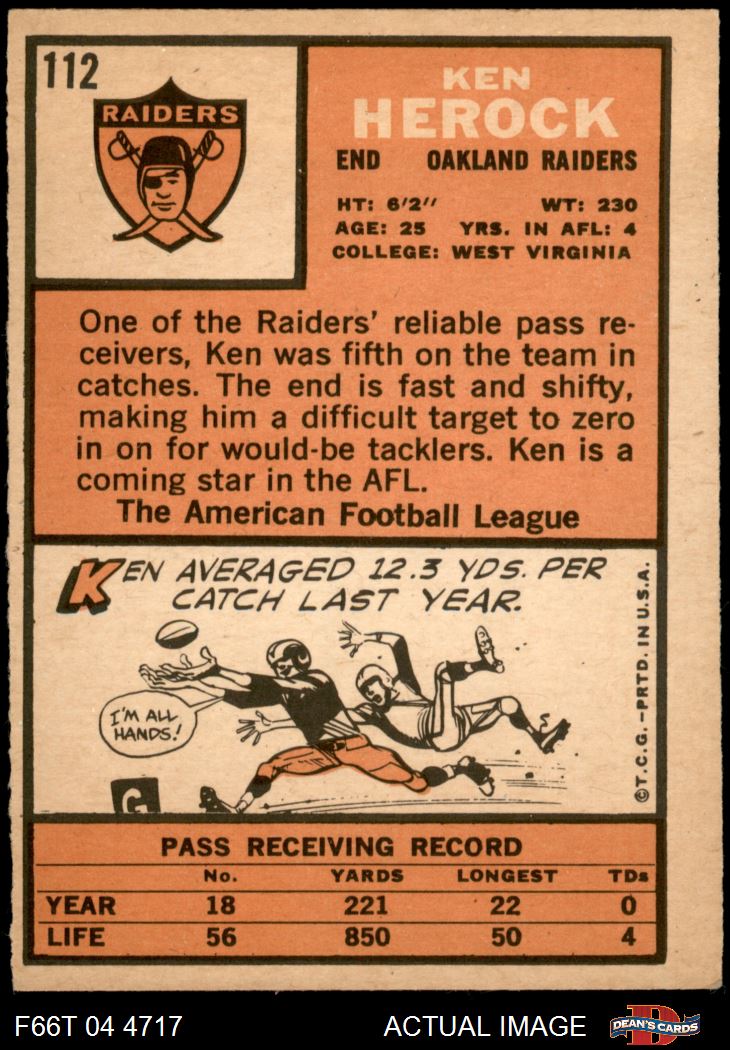 112
RAIDERS
KEN
HEROCK
END OAKLAND RAIDERS
HT: 6'2'' WT: 230
AGE: 25 YRS. IN AFL: 4
COLLEGE: WEST VIRGINIA
One of the Raiders' reliable pass re-
ceivers, Ken was fifth on the team in
catches. The end is fast and shifty,
making him a difficult target to zero
in on for would-be tacklers. Ken is a
coming star in the AFL.
The American Football League
KEN AVERAGED 12.3 YDS. PER
CATCH LAST YEAR.
I'M ALL
HANDS!
G
©T.C.G.-PRTD. IN U.S.A.
PASS RECEIVING RECORD
No. YARDS LONGEST TDs
YEAR 18 221 22 0
LIFE 56 850 50 4
F66T 04 4717 ACTUAL IMAGE
D
DEAN'S CARDS